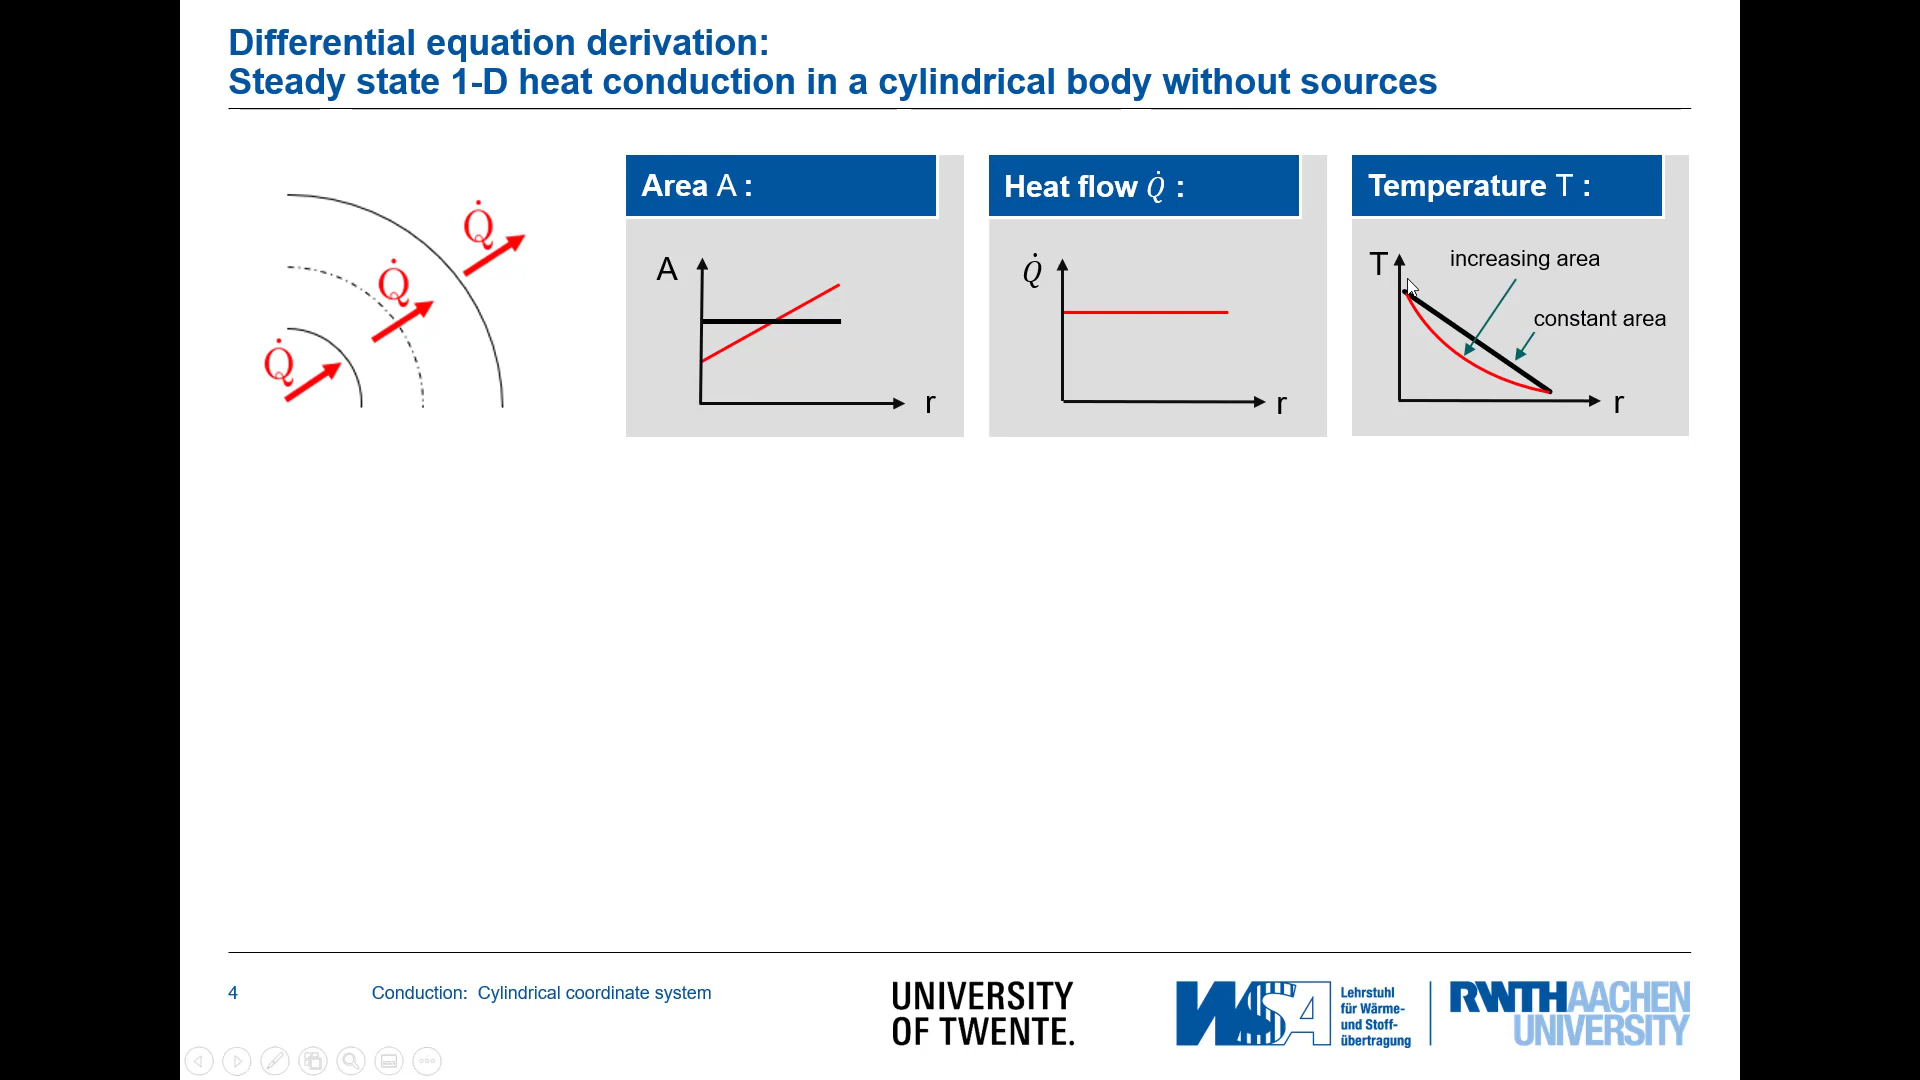 Differential equation derivation:
Steady state 1-D heat conduction in a cylindrical body without sources
Q̇
Q̇
Q̇
Area A :
A
r
Heat flow Q̇ :
Q̇
r
Temperature T :
T
increasing area
constant area
r
4
Conduction: Cylindrical coordinate system
UNIVERSITY
OF TWENTE.
WSA
Lehrstuhl
für Wärme-
und Stoff-
übertragung
RWTHAACHEN
UNIVERSITY